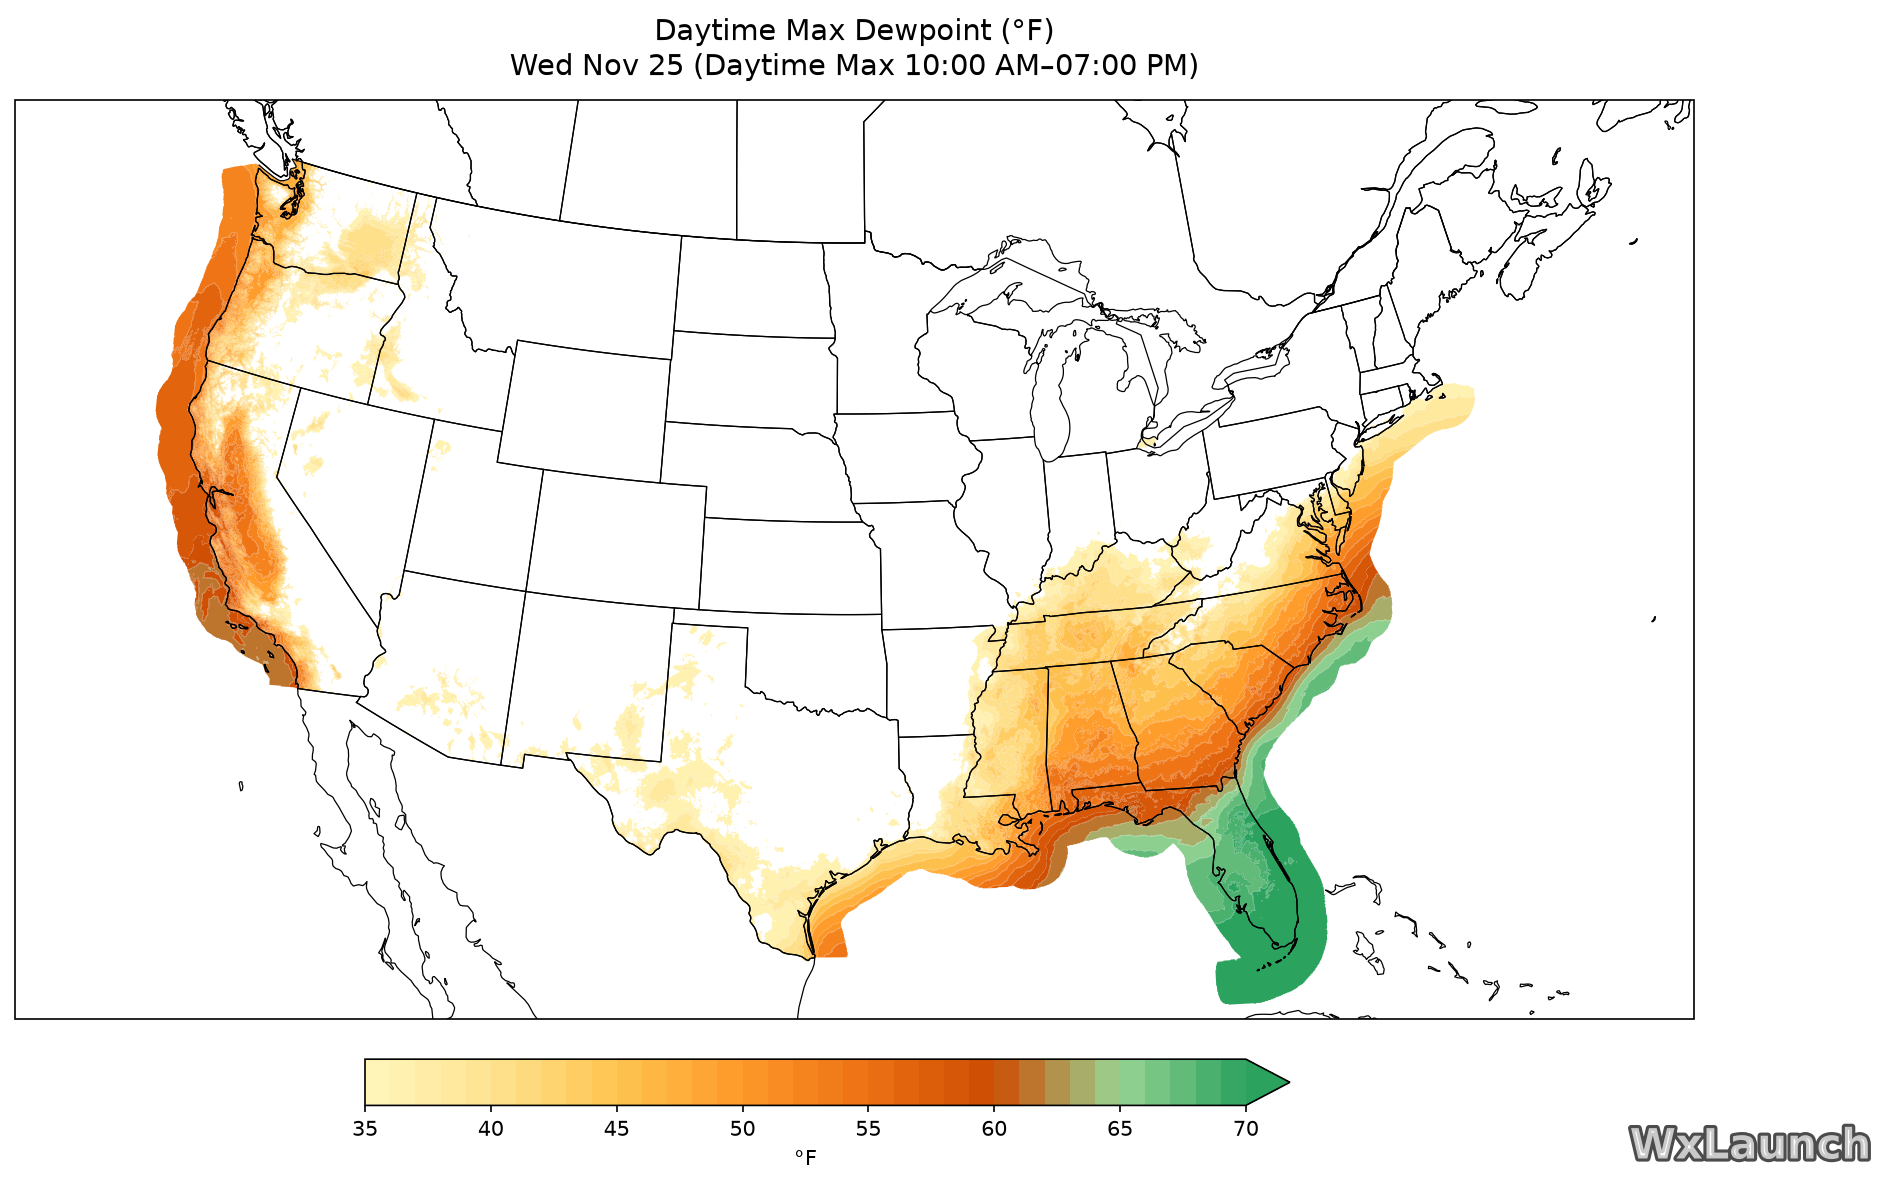 Daytime Max Dewpoint (°F)
Wed Nov 25 (Daytime Max 10:00 AM–07:00 PM)
35 40 45 50 55 60 65 70
°F
WxLaunch